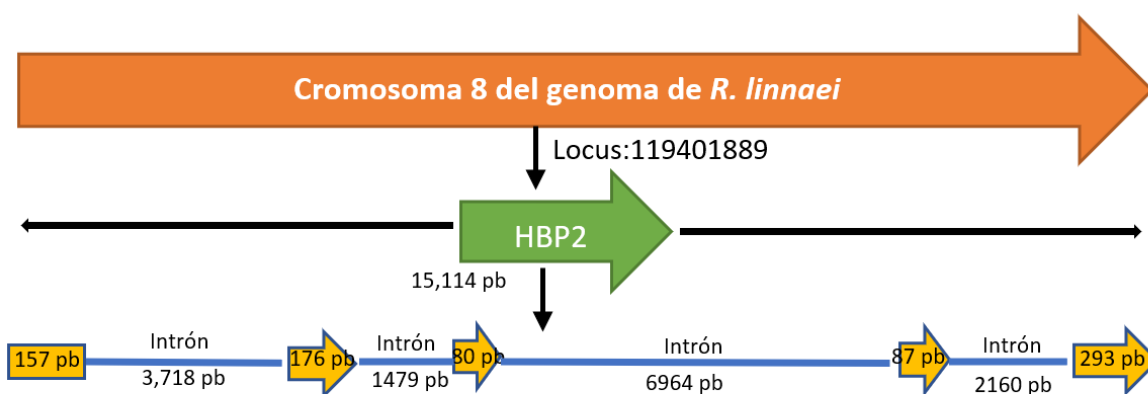 Cromosoma 8 del genoma de R. linnaei
Locus:119401889
HBP2
15,114 pb
157 pb
Intrón
3,718 pb
176 pb
Intrón
1479 pb
80 pb
Intrón
6964 pb
87 pb
Intrón
2160 pb
293 pb